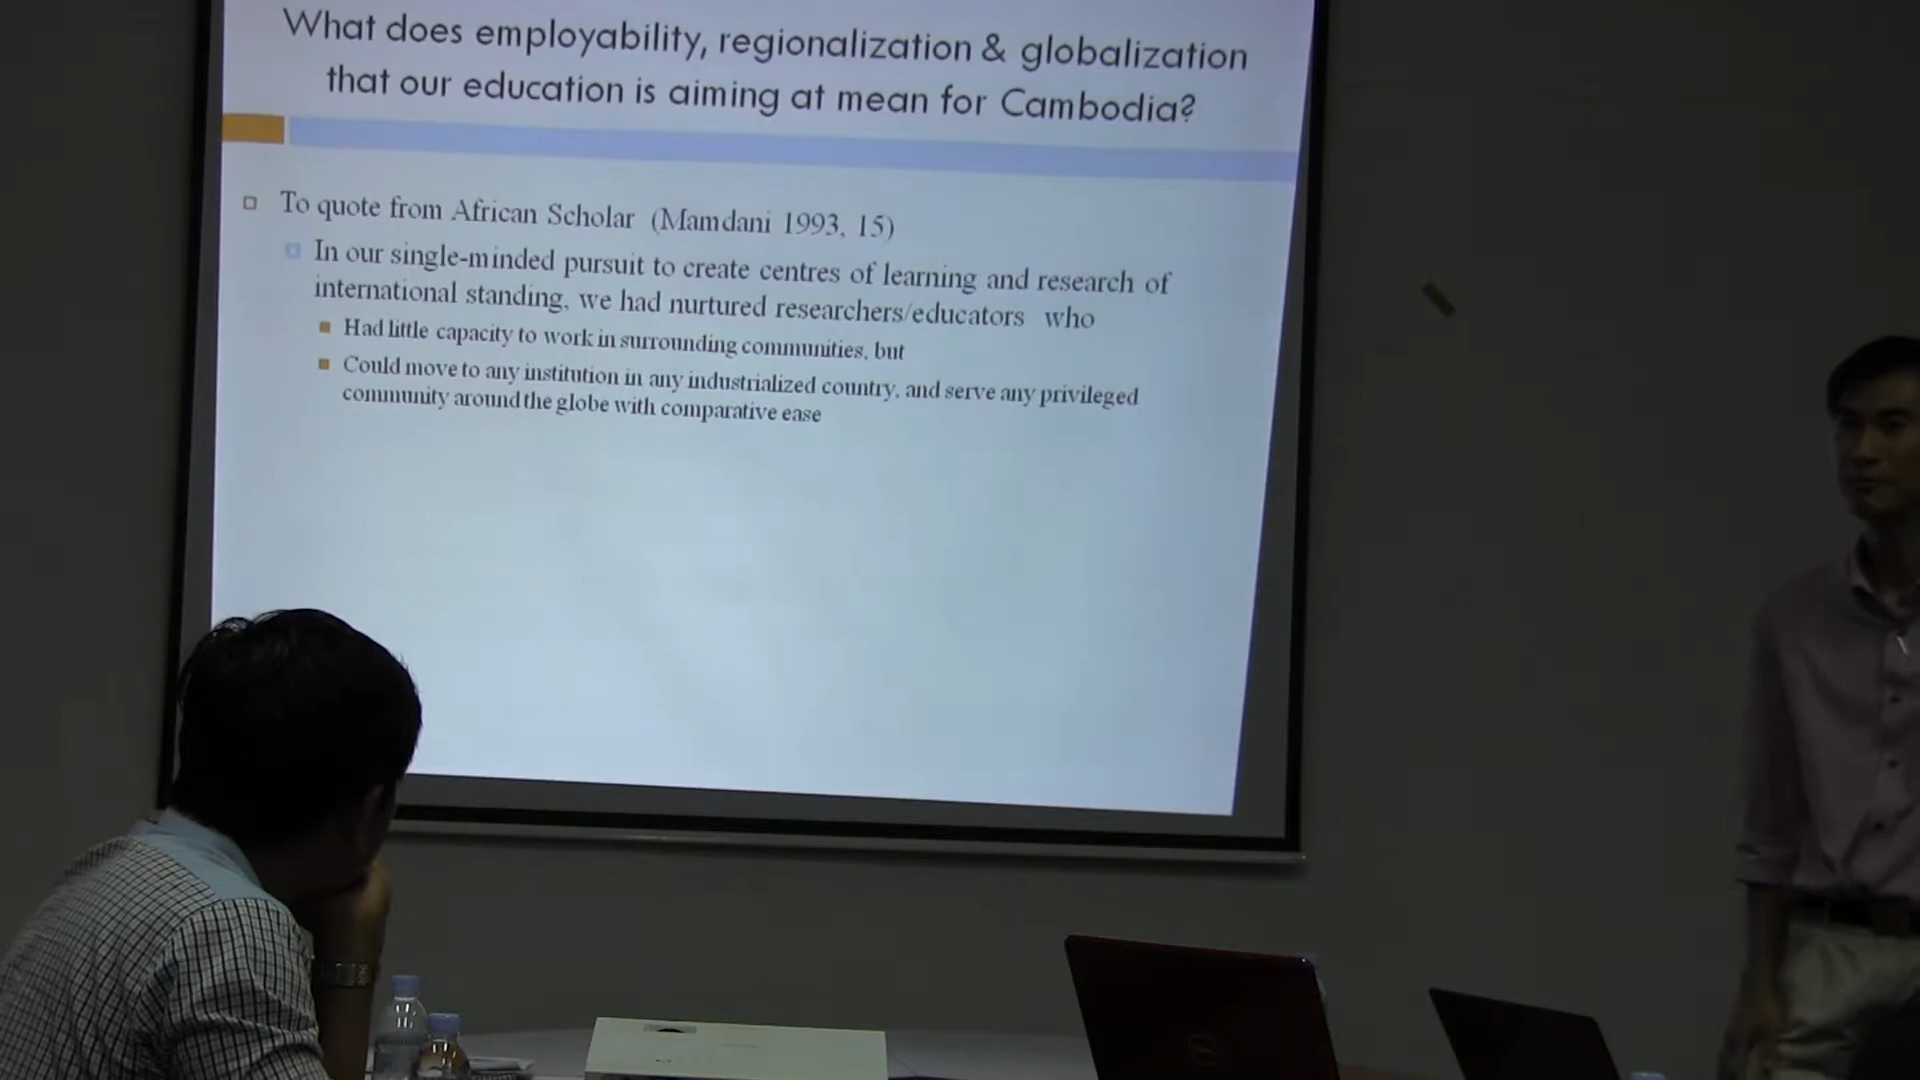 What does employability, regionalization & globalization
that our education is aiming at mean for Cambodia?
To quote from African Scholar (Mamdani 1993, 15)
In our single-minded pursuit to create centres of learning and research of
international standing, we had nurtured researchers/educators who
Had little capacity to work in surrounding communities, but
Could move to any institution in any industrialized country, and serve any privileged
community around the globe with comparative ease